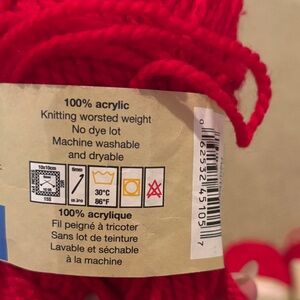 100% acrylic
Knitting worsted weight
No dye lot
Machine washable
and dryable
10x10cm
5mm
30°C
86°F
100% acrylique
Fil peigné à tricoter
Sans lot de teinture
Lavable et séchable
à la machine